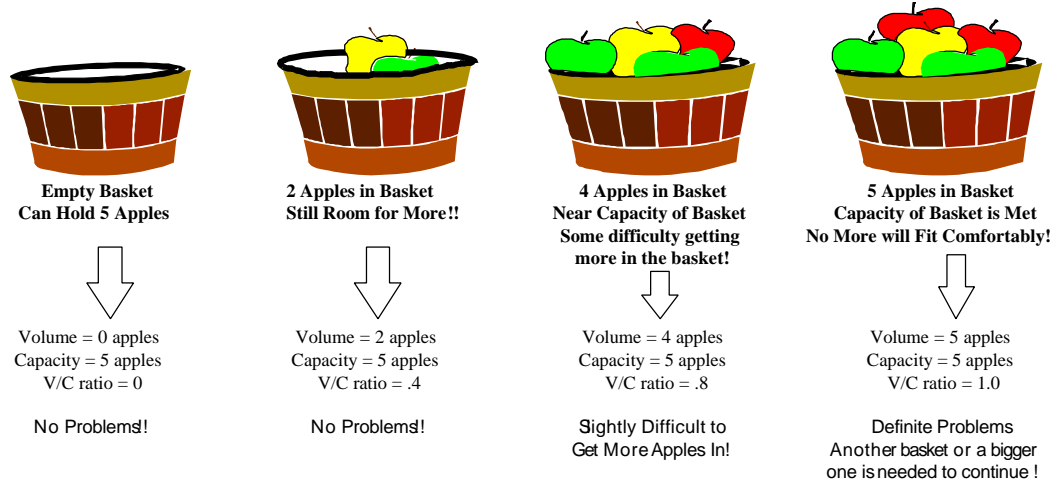 Empty Basket
Can Hold 5 Apples
Volume = 0 apples
Capacity = 5 apples
V/C ratio = 0
No Problems!!
2 Apples in Basket
Still Room for More!!
Volume = 2 apples
Capacity = 5 apples
V/C ratio = .4
No Problems!!
4 Apples in Basket
Near Capacity of Basket
Some difficulty getting
more in the basket!
Volume = 4 apples
Capacity = 5 apples
V/C ratio = .8
Sightly Difficult to
Get More Apples In!
5 Apples in Basket
Capacity of Basket is Met
No More will Fit Comfortably!
Volume = 5 apples
Capacity = 5 apples
V/C ratio = 1.0
Definite Problems
Another basket or a bigger
one is needed to continue !